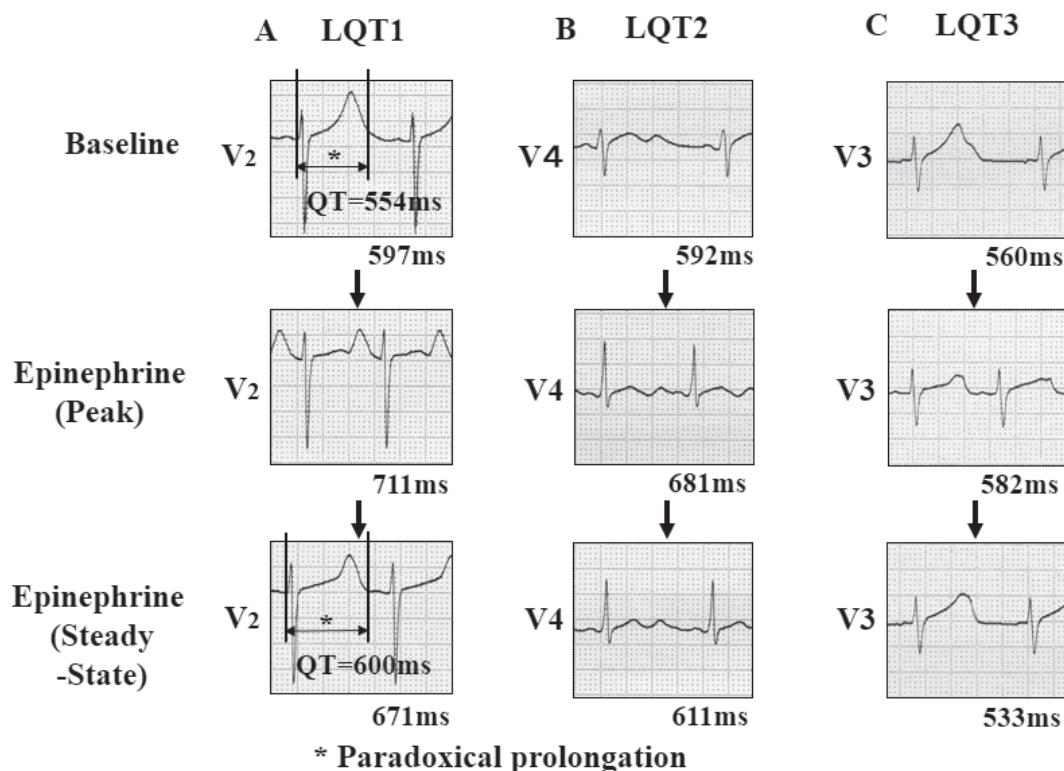 A LQT1 B LQT2 C LQT3
Baseline V2 * QT=554ms V4 V3
597ms 592ms 560ms
Epinephrine
(Peak) V2 V4 V3
711ms 681ms 582ms
Epinephrine
(Steady
-State) V2 * QT=600ms V4 V3
671ms 611ms 533ms
* Paradoxical prolongation